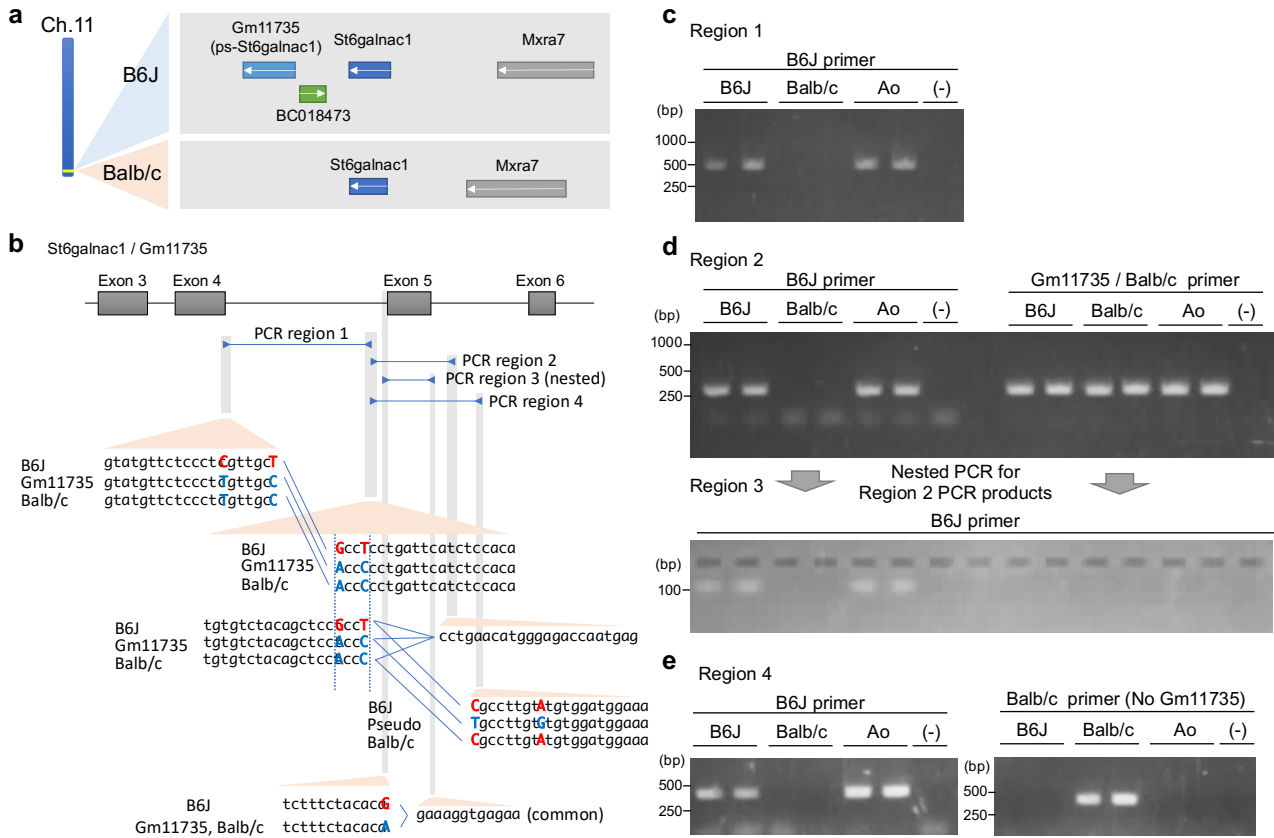 a
Ch.11
B6J
Balb/c
Gm11735
(ps-St6galnac1)
St6galnac1
Mxra7
BC018473
St6galnac1
Mxra7
b
St6galnac1 / Gm11735
Exon 3
Exon 4
Exon 5
Exon 6
PCR region 1
PCR region 2
PCR region 3 (nested)
PCR region 4
B6J gtatgttctccctcCgttgcT
Gm11735 gtatgttctccctcTgttgcC
Balb/c gtatgttctccctcTgttgcC
B6J GccTcctgattcatctccaca
Gm11735 AccCcctgattcatctccaca
Balb/c AccCcctgattcatctccaca
B6J tgtgtctacagctccGccT
Gm11735 tgtgtctacagctccAccC
Balb/c tgtgtctacagctccAccC
cctgaacatgggagaccaatgag
B6J CgccttgtAtgtggatggaaa
Pseudo TgccttgtGtgtggatggaaa
Balb/c CgccttgtAtgtggatggaaa
B6J tctttctacacaG
Gm11735, Balb/c tctttctacacaA
gaaaggtgagaa (common)
c
Region 1
B6J primer
B6J Balb/c Ao (-)
(bp)
1000
500
250
d
Region 2
B6J primer
Gm11735 / Balb/c primer
B6J Balb/c Ao (-)
B6J Balb/c Ao (-)
(bp)
1000
500
250
Nested PCR for
Region 2 PCR products
Region 3
B6J primer
(bp)
100
e
Region 4
B6J primer
B6J Balb/c Ao (-)
(bp)
500
250
Balb/c primer (No Gm11735)
B6J Balb/c Ao (-)
(bp)
500
250